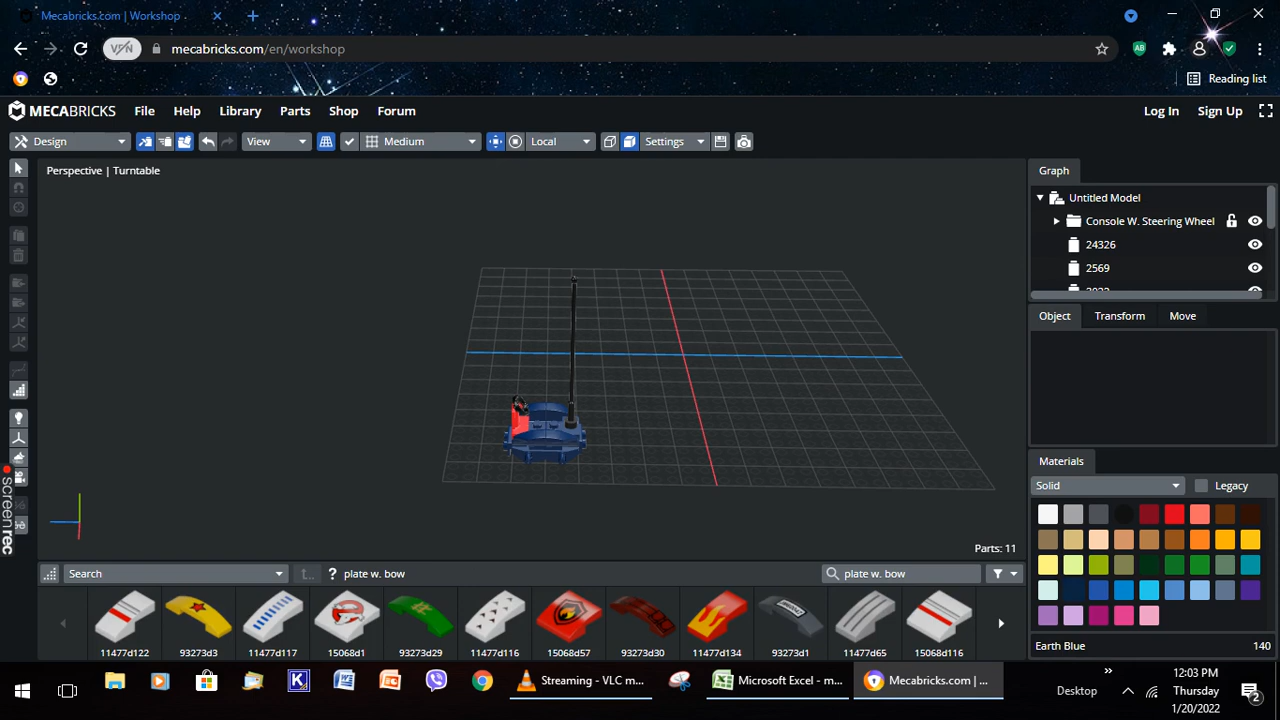 Mecabricks.com | Workshop
VPN
mecabricks.com/en/workshop
AB
Reading list
MECABRICKS File Help Library Parts Shop Forum Log In Sign Up
Design View Medium Local Settings
Perspective | Turntable
Graph
Untitled Model
Console W. Steering Wheel
24326
2569
Object Transform Move
Materials
Solid Legacy
Parts: 11
Earth Blue 140
Search ? plate w. bow plate w. bow
11477d122 93273d3 11477d117 15068d1 93273d29 11477d116 15068d57 93273d30 11477d134 93273d1 11477d65 15068d116
screenrec
Streaming - VLC m... Microsoft Excel - m... Mecabricks.com | ...
Desktop
12:03 PM
Thursday
1/20/2022
2